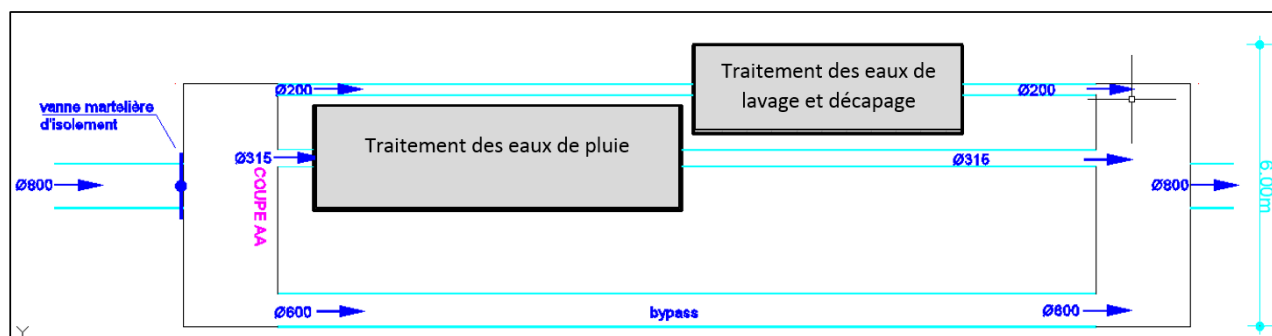 Traitement des eaux de
lavage et décapage
Ø200
Ø200
vanne martelière
d'isolement
Traitement des eaux de pluie
Ø315
Ø315
Ø800
Ø800
COUPE AA
6.00m
Ø600
bypass
Ø600
Y